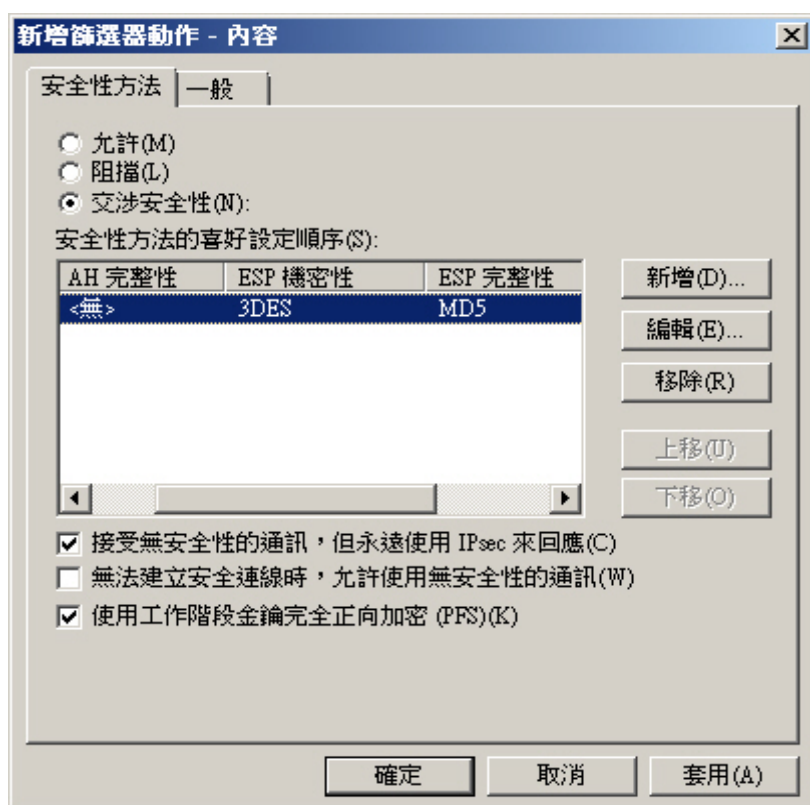 新增篩選器動作 - 內容
安全性方法 一般
允許(M)
阻擋(L)
交涉安全性(N):
安全性方法的喜好設定順序(S):
AH 完整性 ESP 機密性 ESP 完整性
<無> 3DES MD5
新增(D)...
編輯(E)...
移除(R)
上移(U)
下移(O)
接受無安全性的通訊，但永遠使用 IPsec 來回應(C)
無法建立安全連線時，允許使用無安全性的通訊(W)
使用工作階段金鑰完全正向加密 (PFS)(K)
確定 取消 套用(A)